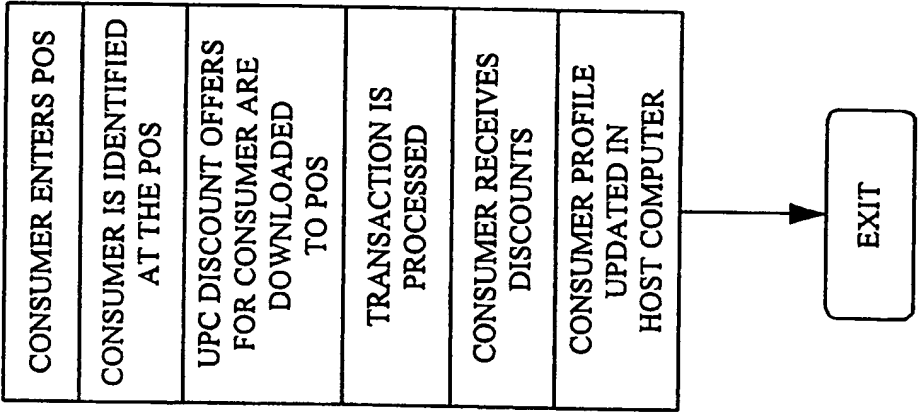 CONSUMER ENTERS POS
CONSUMER IS IDENTIFIED
AT THE POS
UPC DISCOUNT OFFERS
FOR CONSUMER ARE
DOWNLOADED
TO POS
TRANSACTION IS
PROCESSED
CONSUMER RECEIVES
DISCOUNTS
CONSUMER PROFILE
UPDATED IN
HOST COMPUTER
EXIT